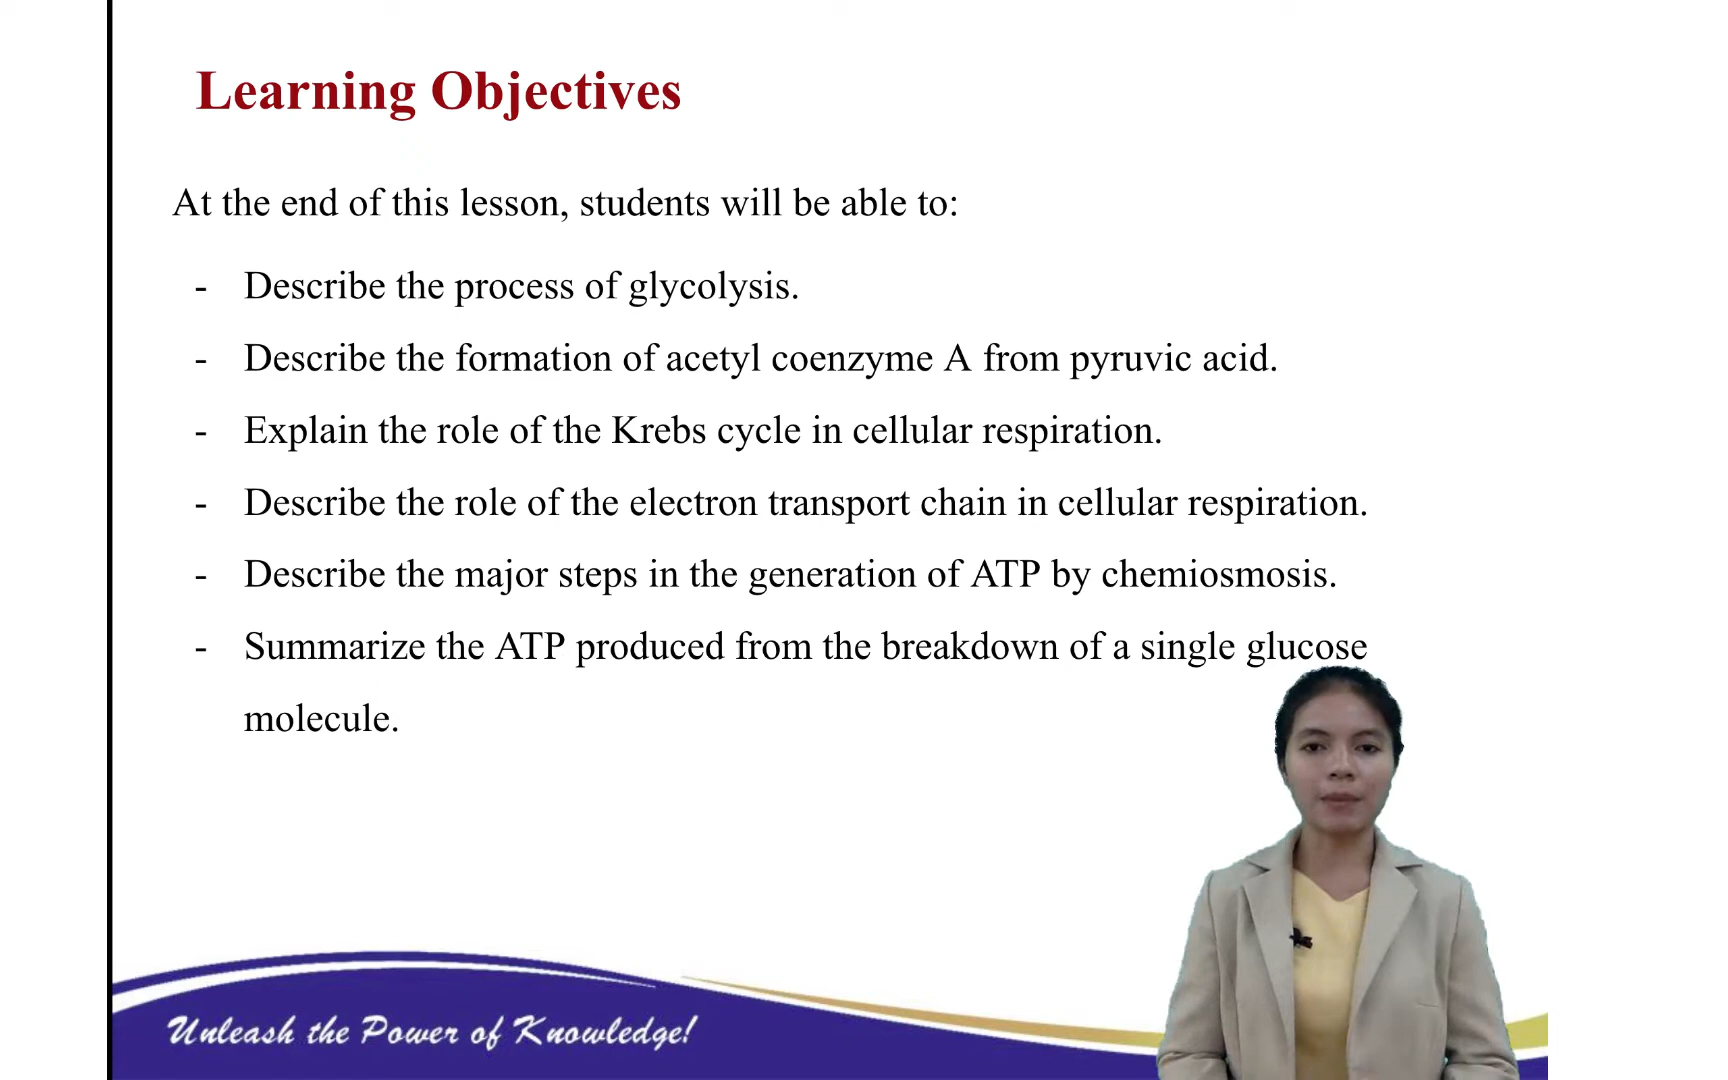 Learning Objectives
At the end of this lesson, students will be able to:
- Describe the process of glycolysis.
- Describe the formation of acetyl coenzyme A from pyruvic acid.
- Explain the role of the Krebs cycle in cellular respiration.
- Describe the role of the electron transport chain in cellular respiration.
- Describe the major steps in the generation of ATP by chemiosmosis.
- Summarize the ATP produced from the breakdown of a single glucose
molecule.
Unleash the Power of Knowledge!